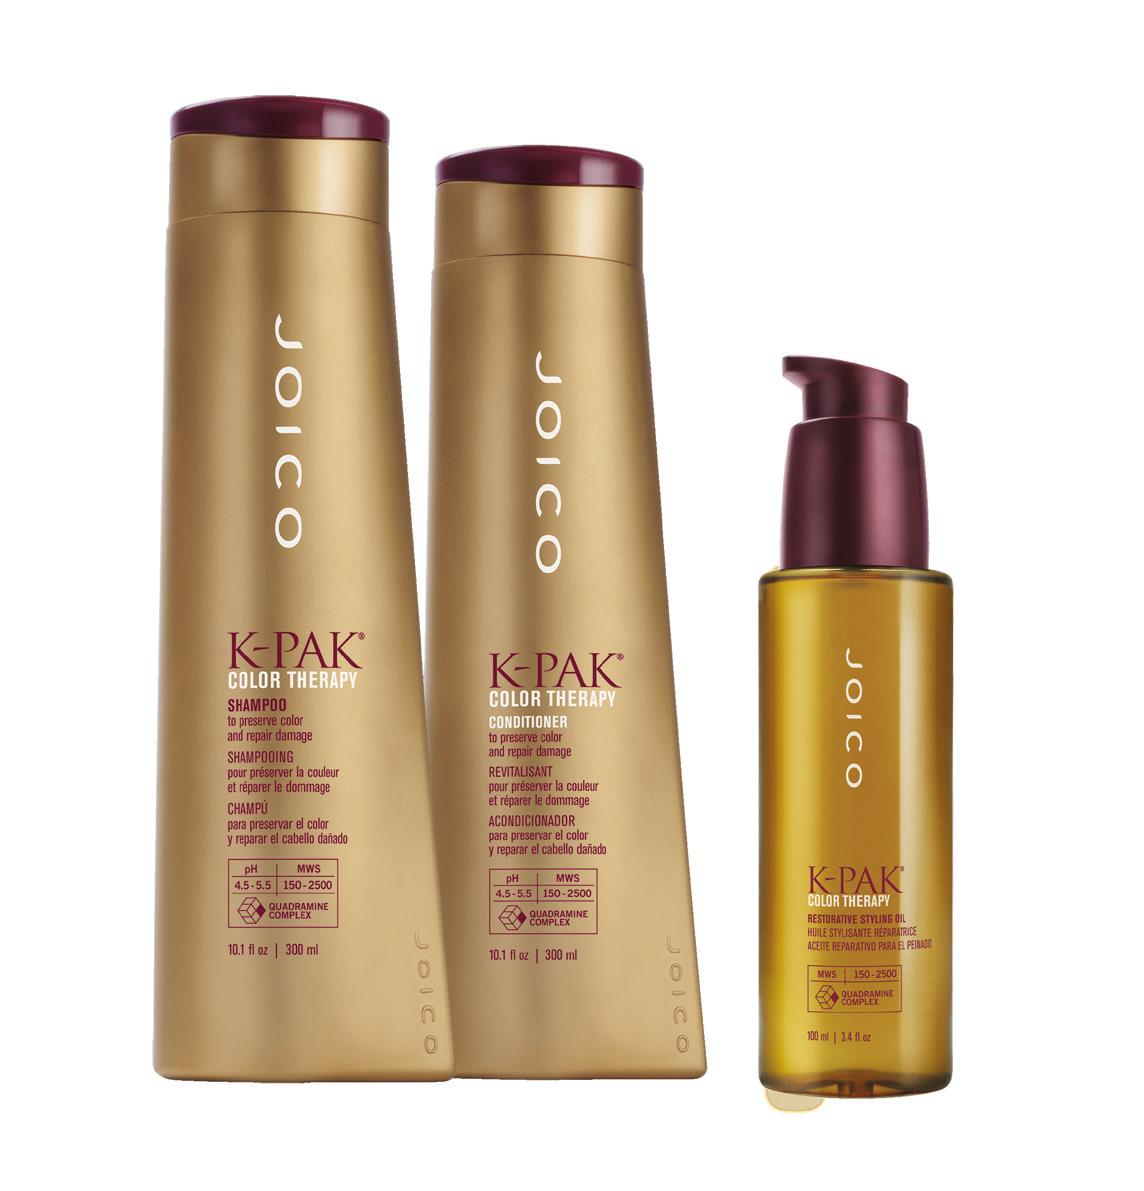 JOICO
K-PAK®
COLOR THERAPY
SHAMPOO
to preserve color
and repair damage
SHAMPOOING
pour préserver la couleur
et réparer le dommage
CHAMPÚ
para preservar el color
y reparar el cabello dañado
pH | MWS
4.5-5.5 | 150-2500
QUADRAMINE
COMPLEX
10.1 fl oz | 300 ml
JOICO
JOICO
K-PAK®
COLOR THERAPY
CONDITIONER
to preserve color
and repair damage
REVITALISANT
pour préserver la couleur
et réparer le dommage
ACONDICIONADOR
para preservar el color
y reparar el cabello dañado
pH | MWS
4.5-5.5 | 150-2500
QUADRAMINE
COMPLEX
10.1 fl oz | 300 ml
JOICO
JOICO
K-PAK®
COLOR THERAPY
RESTORATIVE STYLING OIL
HUILE STYLISANTE RÉPARATRICE
ACEITE REPARATIVO PARA EL PEINADO
MWS | 150-2500
QUADRAMINE
COMPLEX
100 ml | 3.4 fl oz